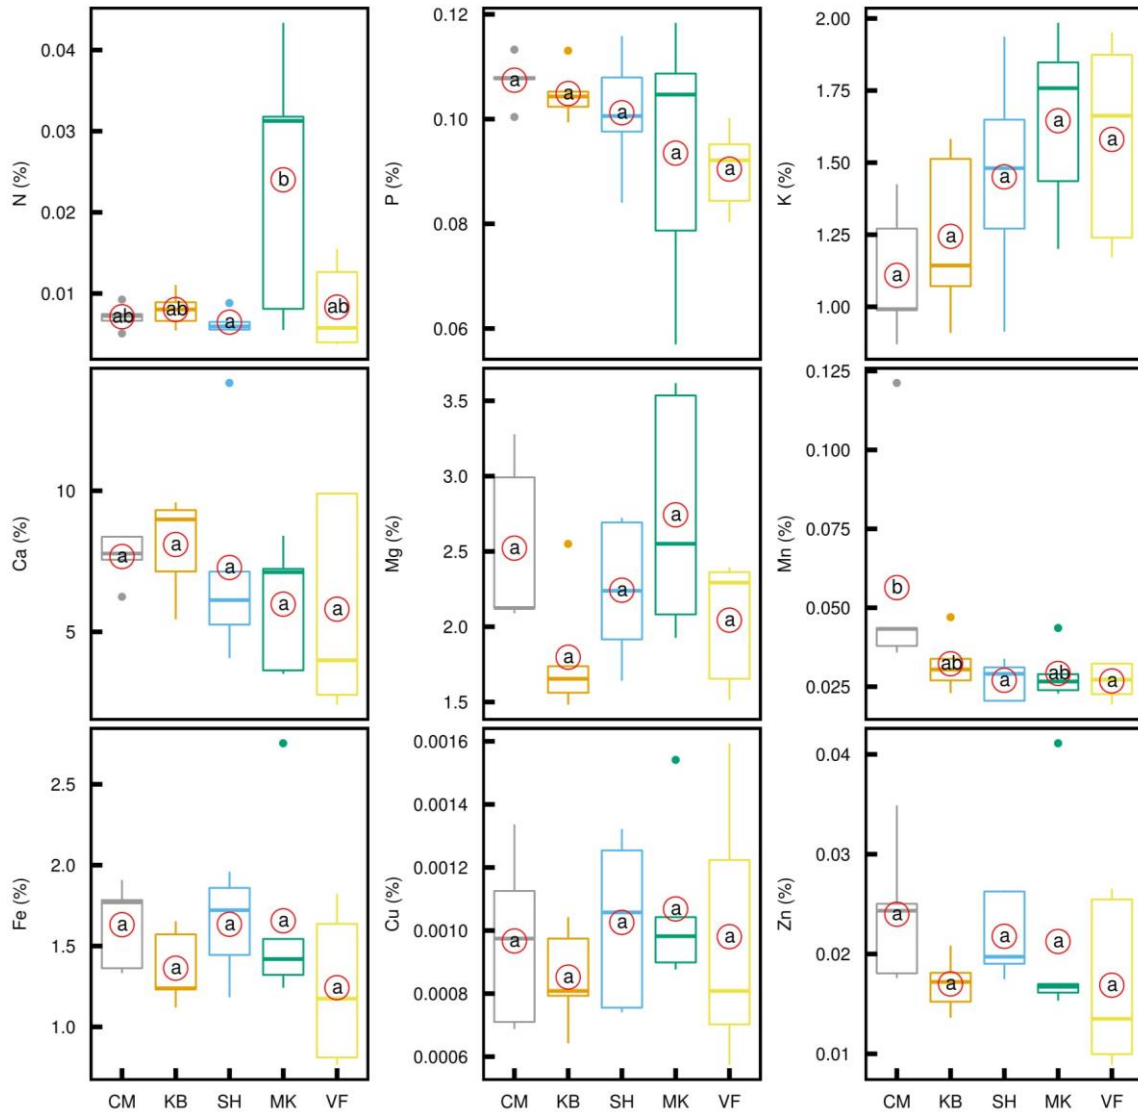 N (%)
0.04
0.03
0.02
0.01
ab
ab
a
b
ab
P (%)
0.12
0.10
0.08
0.06
a
a
a
a
a
K (%)
2.00
1.75
1.50
1.25
1.00
a
a
a
a
a
Ca (%)
10
5
a
a
a
a
a
Mg (%)
3.5
3.0
2.5
2.0
1.5
a
a
a
a
a
Mn (%)
0.125
0.100
0.075
0.050
0.025
b
ab
a
ab
a
Fe (%)
2.5
2.0
1.5
1.0
a
a
a
a
a
CM KB SH MK VF
Cu (%)
0.0016
0.0014
0.0012
0.0010
0.0008
0.0006
a
a
a
a
a
CM KB SH MK VF
Zn (%)
0.04
0.03
0.02
0.01
a
a
a
a
a
CM KB SH MK VF